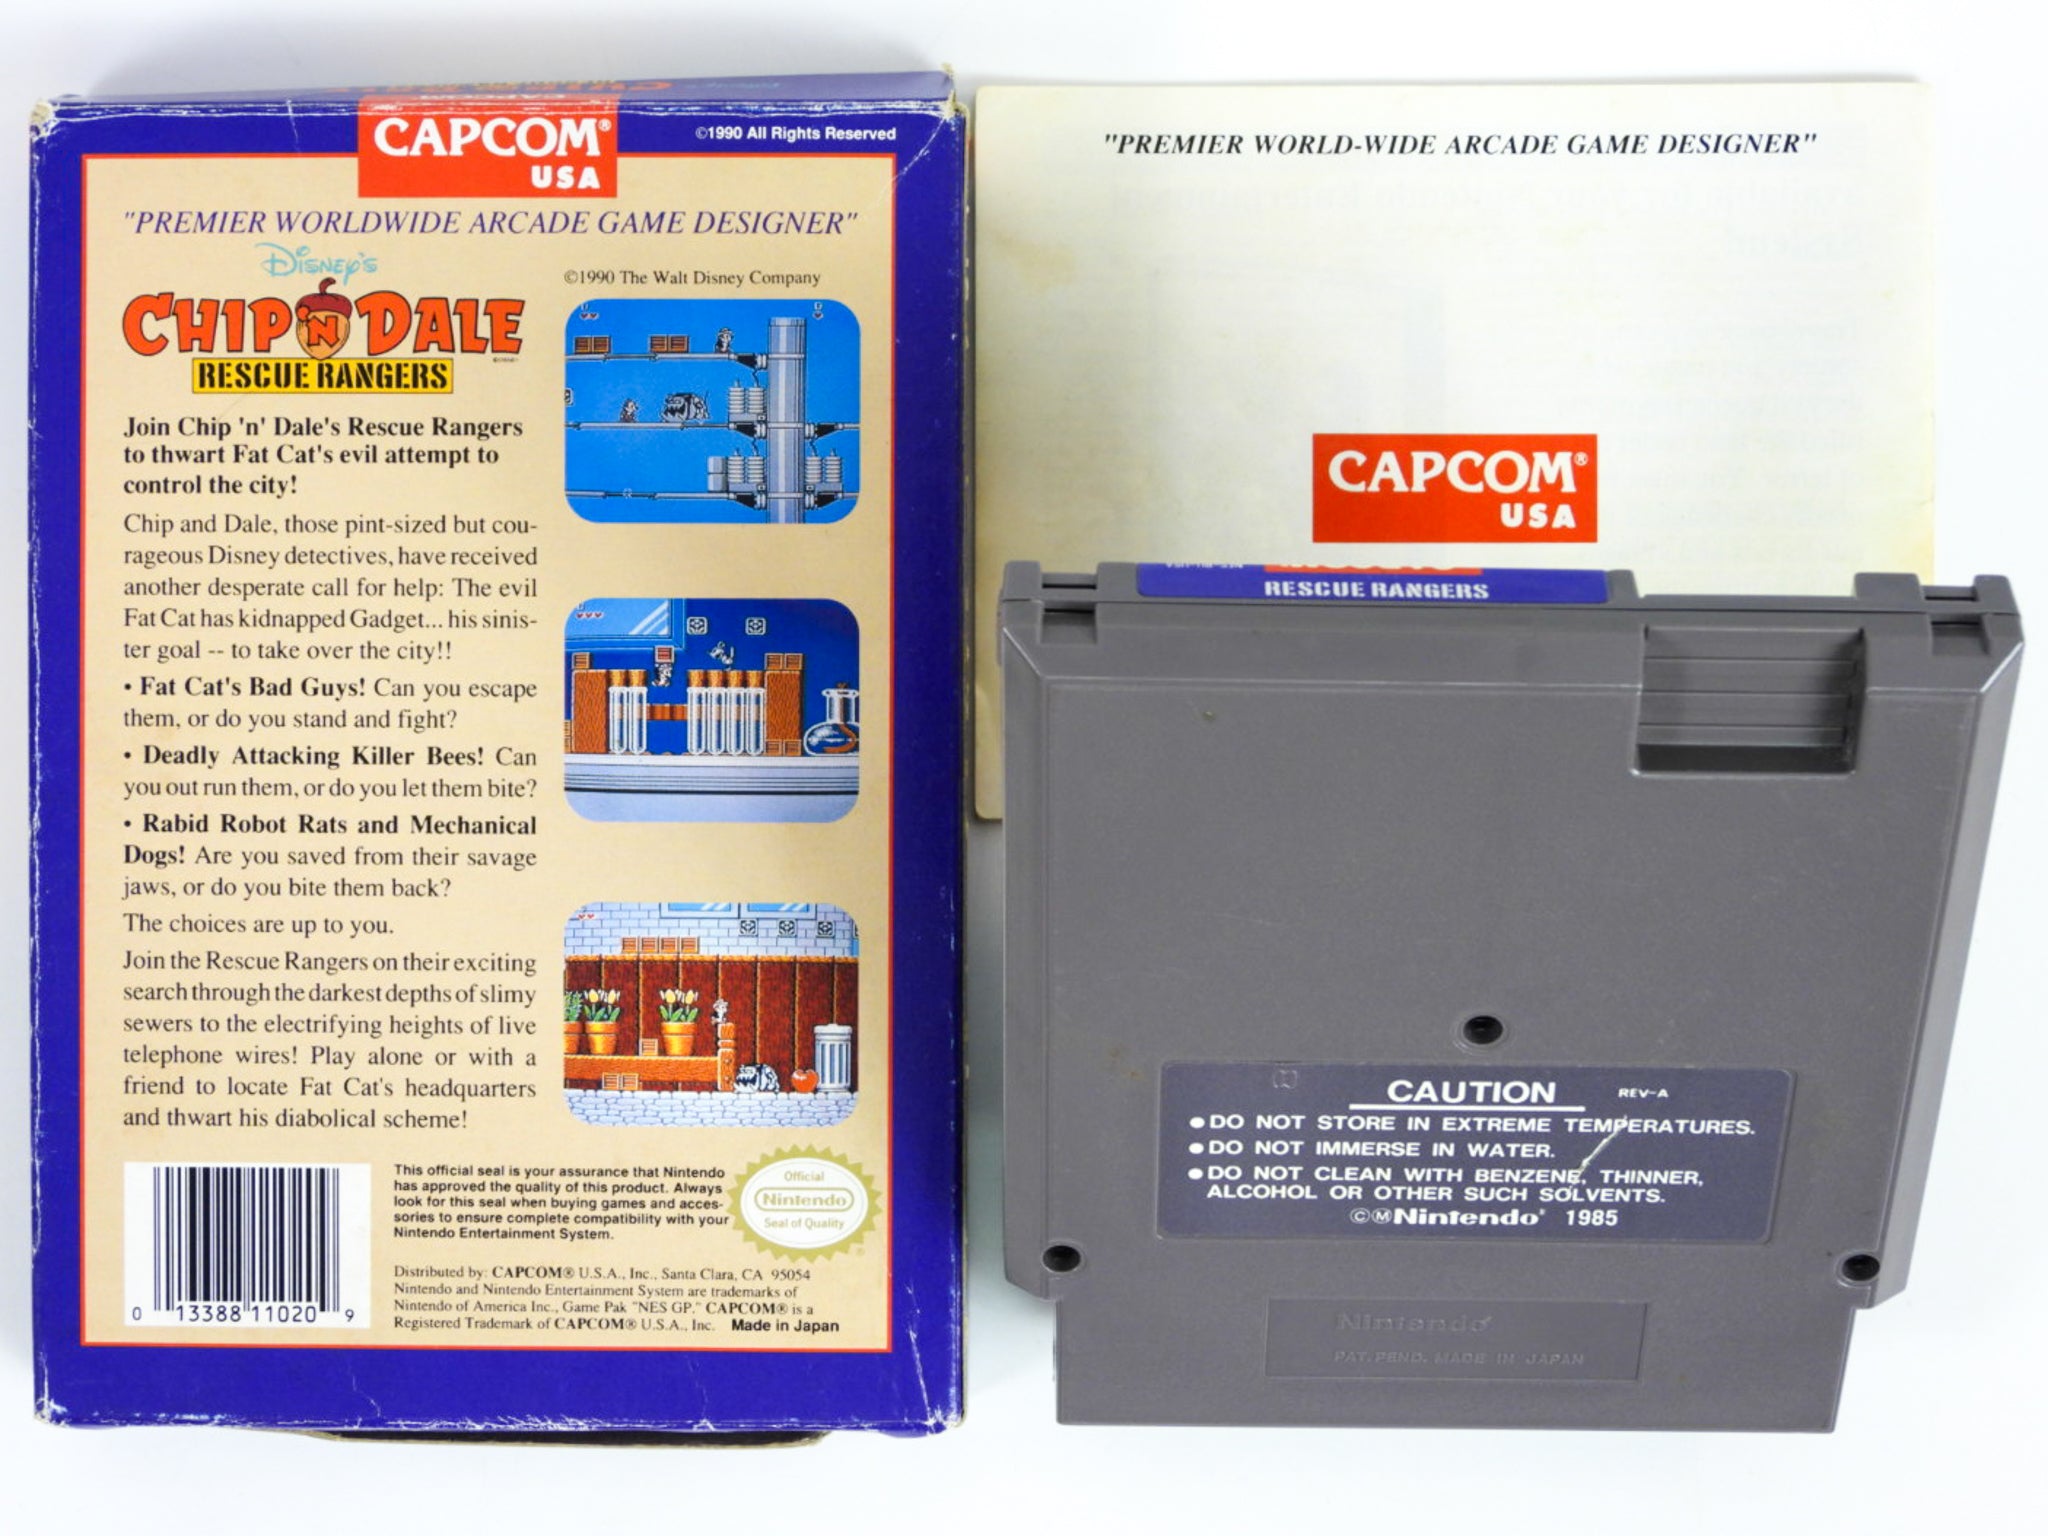 CAPCOM®
USA
©1990 All Rights Reserved
"PREMIER WORLDWIDE ARCADE GAME DESIGNER"
DISNEY'S
CHIP 'N DALE
RESCUE RANGERS
©1990 The Walt Disney Company
Join Chip 'n' Dale's Rescue Rangers
to thwart Fat Cat's evil attempt to
control the city!
Chip and Dale, those pint-sized but cou-
rageous Disney detectives, have received
another desperate call for help: The evil
Fat Cat has kidnapped Gadget... his sinis-
ter goal -- to take over the city!!
• Fat Cat's Bad Guys! Can you escape
them, or do you stand and fight?
• Deadly Attacking Killer Bees! Can
you out run them, or do you let them bite?
• Rabid Robot Rats and Mechanical
Dogs! Are you saved from their savage
jaws, or do you bite them back?
The choices are up to you.
Join the Rescue Rangers on their exciting
search through the darkest depths of slimy
sewers to the electrifying heights of live
telephone wires! Play alone or with a
friend to locate Fat Cat's headquarters
and thwart his diabolical scheme!
0 13388 11020 9
This official seal is your assurance that Nintendo
has approved the quality of this product. Always
look for this seal when buying games and acces-
sories to ensure complete compatibility with your
Nintendo Entertainment System.
Official
Nintendo
Seal of Quality
Distributed by: CAPCOM® U.S.A., Inc., Santa Clara, CA 95054
Nintendo and Nintendo Entertainment System are trademarks of
Nintendo of America Inc., Game Pak "NES GP." CAPCOM® is a
Registered Trademark of CAPCOM® U.S.A., Inc. Made in Japan
"PREMIER WORLD-WIDE ARCADE GAME DESIGNER"
CAPCOM®
USA
RESCUE RANGERS
CAUTION REV-A
● DO NOT STORE IN EXTREME TEMPERATURES.
● DO NOT IMMERSE IN WATER.
● DO NOT CLEAN WITH BENZENE, THINNER,
ALCOHOL OR OTHER SUCH SOLVENTS.
©Ⓜ Nintendo® 1985
Nintendo
PAT. PEND. MADE IN JAPAN